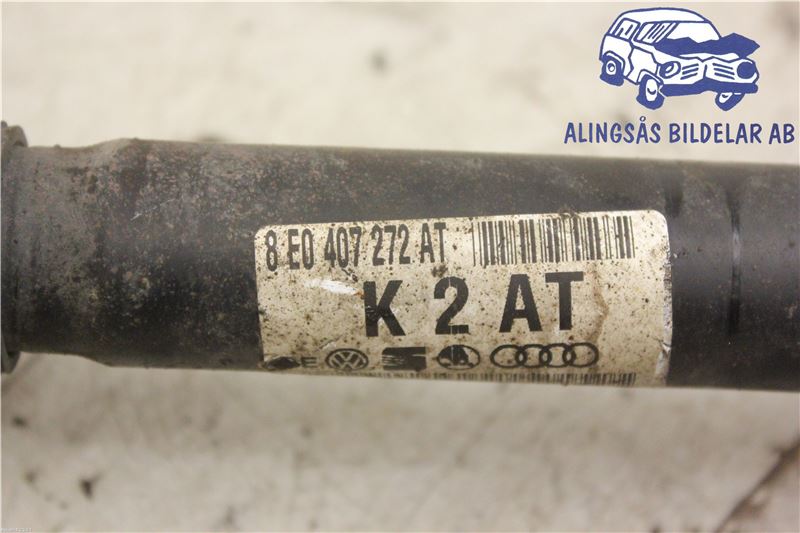 ALINGSÅS BILDELAR AB
8 E0 407 272 AT
K 2 AT